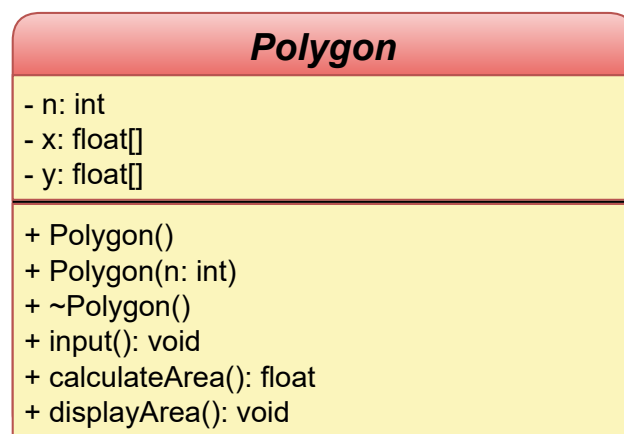 Polygon
- n: int
- x: float[]
- y: float[]
+ Polygon()
+ Polygon(n: int)
+ ~Polygon()
+ input(): void
+ calculateArea(): float
+ displayArea(): void